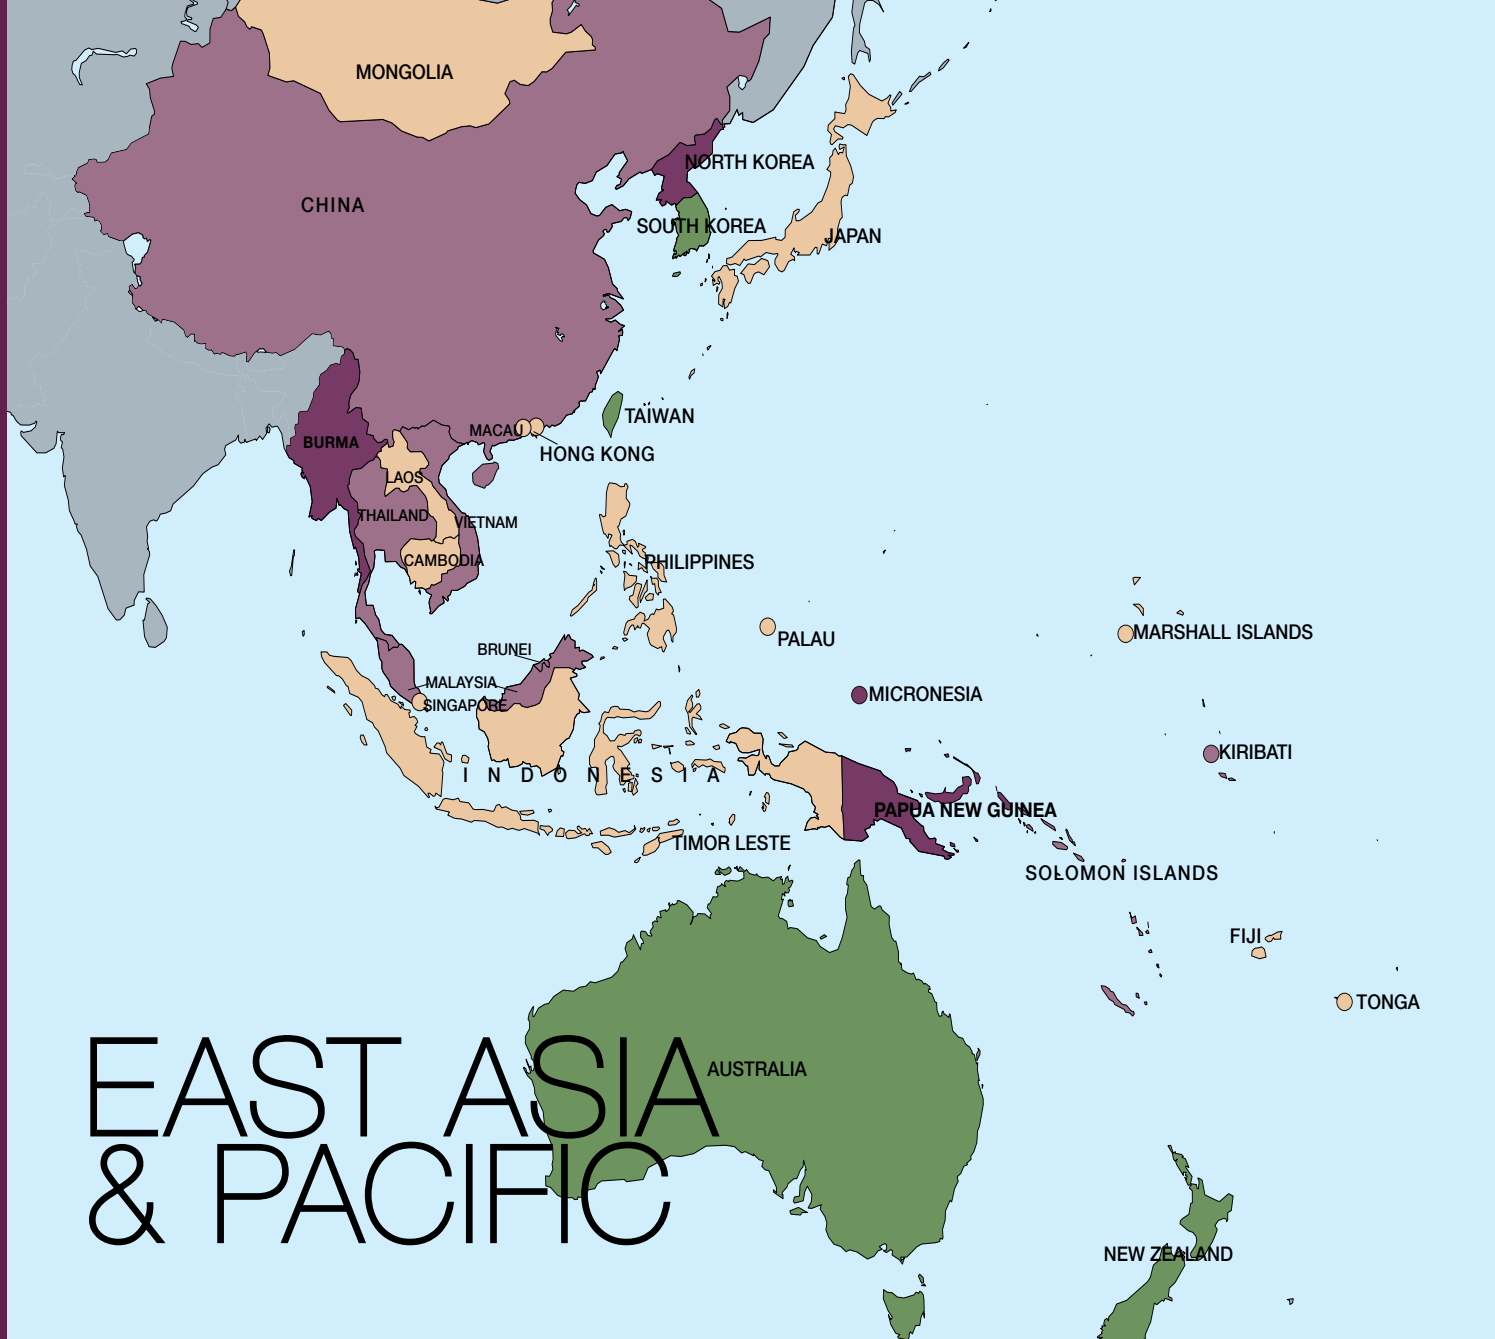 MONGOLIA
NORTH KOREA
CHINA
SOUTH KOREA
JAPAN
TAIWAN
MACAU
BURMA
HONG KONG
LAOS
THAILAND
VIETNAM
CAMBODIA
PHILIPPINES
MARSHALL ISLANDS
PALAU
BRUNEI
MALAYSIA
MICRONESIA
SINGAPORE
KIRIBATI
INDONESIA
PAPUA NEW GUINEA
TIMOR LESTE
SOLOMON ISLANDS
FIJI
TONGA
AUSTRALIA
EAST ASIA
& PACIFIC
NEW ZEALAND